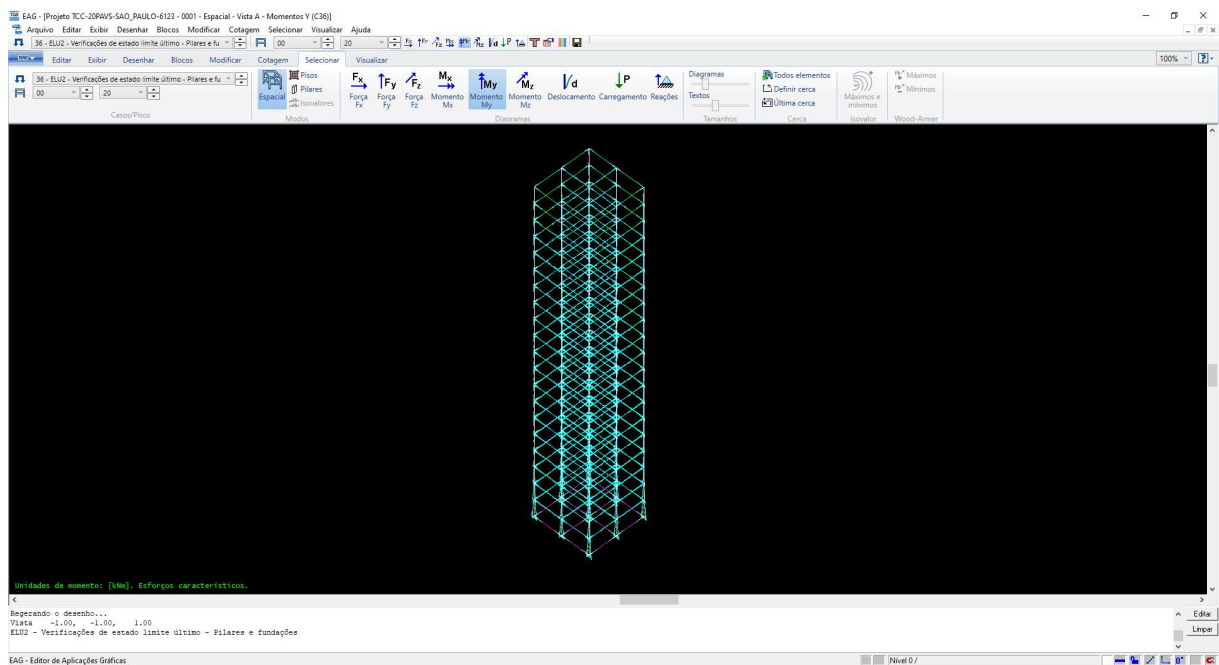 EAG - [Projeto TCC-20PAVS-SAO_PAULO-6123 - 0001 - Espacial - Vista A - Momentos Y (C36)]
Arquivo Editar Exibir Desenhar Blocos Modificar Cotagem Selecionar Visualizar Ajuda
36 - ELU2 - Verificações de estado limite último - Pilares e fu 00 20
Editar Exibir Desenhar Blocos Modificar Cotagem Selecionar Visualizar 100%
36 - ELU2 - Verificações de estado limite último - Pilares e fu
00 20
Casos/Pisos
Espacial
Pisos
Pilares
Isovalores
Modos
Fx Fy Fz Mx My Mz /d P
Força Fx Força Fy Força Fz Momento Mx Momento My Momento Mz Deslocamento Carregamento Reações
Diagramas
Diagramas
Textos
Tamanhos
Todos elementos
Definir cerca
Última cerca
Cerca
Máximos e mínimos
Isovalor
Máximos
Mínimos
Wood-Armer
Unidades de momento: [kNm]. Esforços característicos.
Regerando o desenho...
Vista -1.00, -1.00, 1.00
ELU2 - Verificações de estado limite último - Pilares e fundações
Editar
Limpar
EAG - Editor de Aplicações Gráficas
Nível 0 /